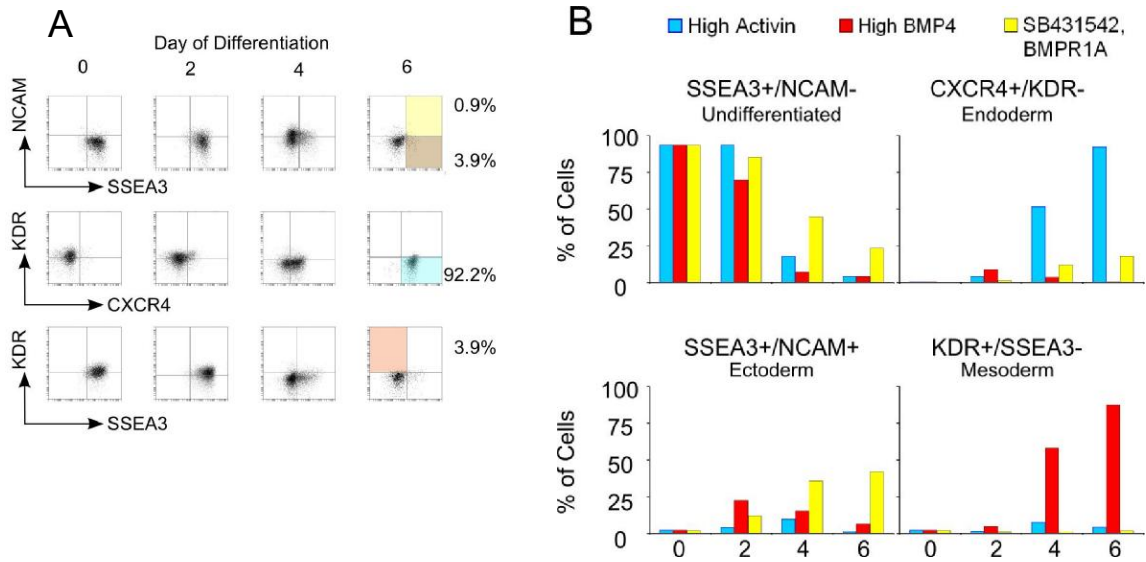 A
Day of Differentiation
0 2 4 6
NCAM
SSEA3
0.9%
3.9%
KDR
CXCR4
92.2%
KDR
SSEA3
3.9%
B
High Activin High BMP4 SB431542,
BMPR1A
SSEA3+/NCAM-
Undifferentiated
CXCR4+/KDR-
Endoderm
% of Cells
100
75
50
25
0
SSEA3+/NCAM+
Ectoderm
KDR+/SSEA3-
Mesoderm
% of Cells
100
75
50
25
0
0 2 4 6 0 2 4 6